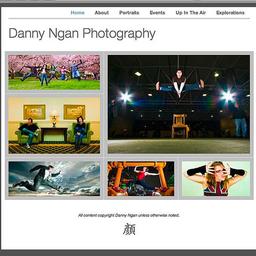 Home About Portraits Events Up In The Air Explorations
Danny Ngan Photography
All content copyright Danny Ngan unless otherwise noted.
顏